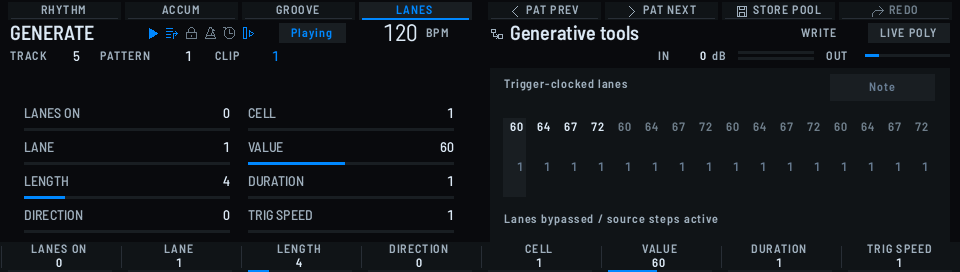 RHYTHM ACCUM GROOVE LANES PAT PREV PAT NEXT STORE POOL REDO
GENERATE Playing 120 BPM Generative tools WRITE LIVE POLY
TRACK 5 PATTERN 1 CLIP 1 IN 0 dB OUT
Trigger-clocked lanes Note
LANES ON 0 CELL 1
60 64 67 72 60 64 67 72 60 64 67 72 60 64 67 72
LANE 1 VALUE 60
1 1 1 1 1 1 1 1 1 1 1 1 1 1 1 1
LENGTH 4 DURATION 1
DIRECTION 0 TRIG SPEED 1
Lanes bypassed / source steps active
LANES ON LANE LENGTH DIRECTION CELL VALUE DURATION TRIG SPEED
0 1 4 0 1 60 1 1